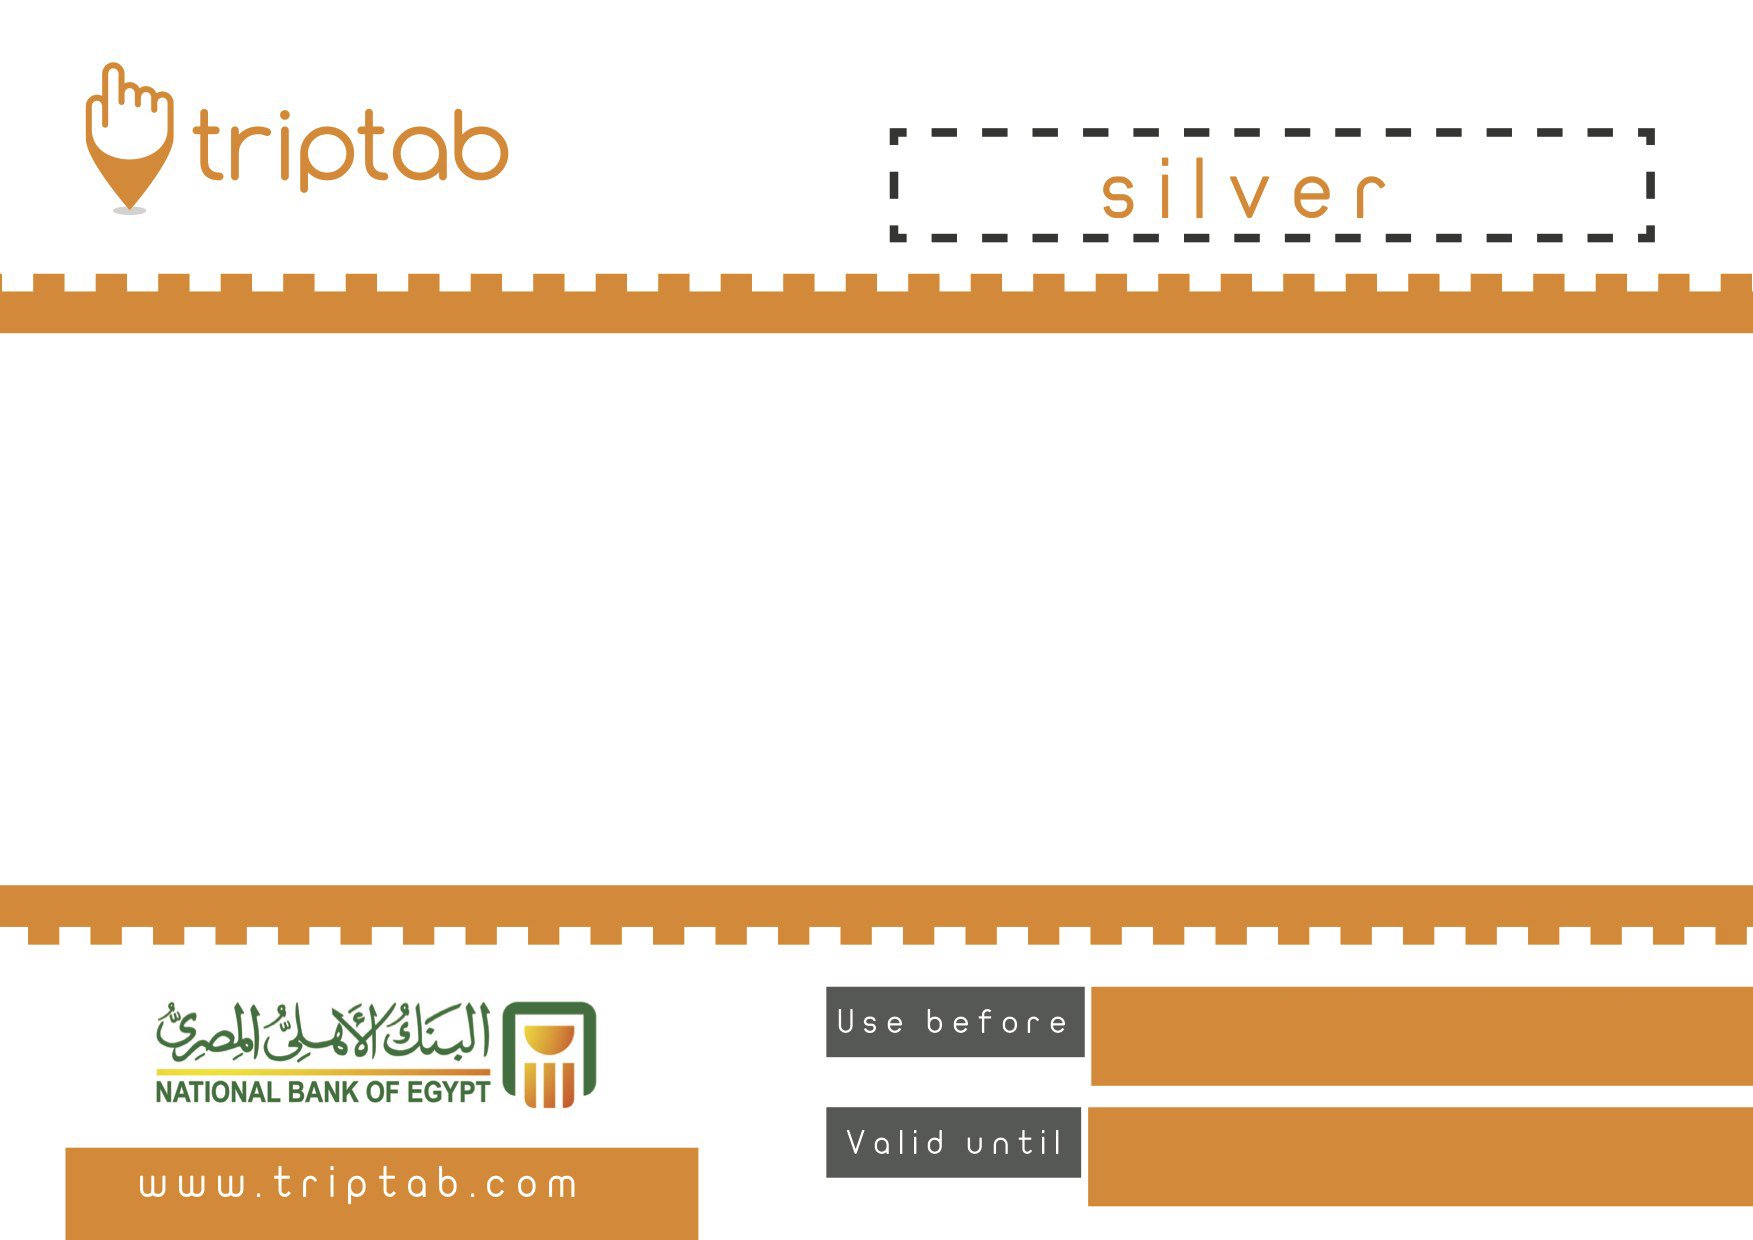 triptab
silver
البنك الأهلي المصري
NATIONAL BANK OF EGYPT
Use before
Valid until
www.triptab.com